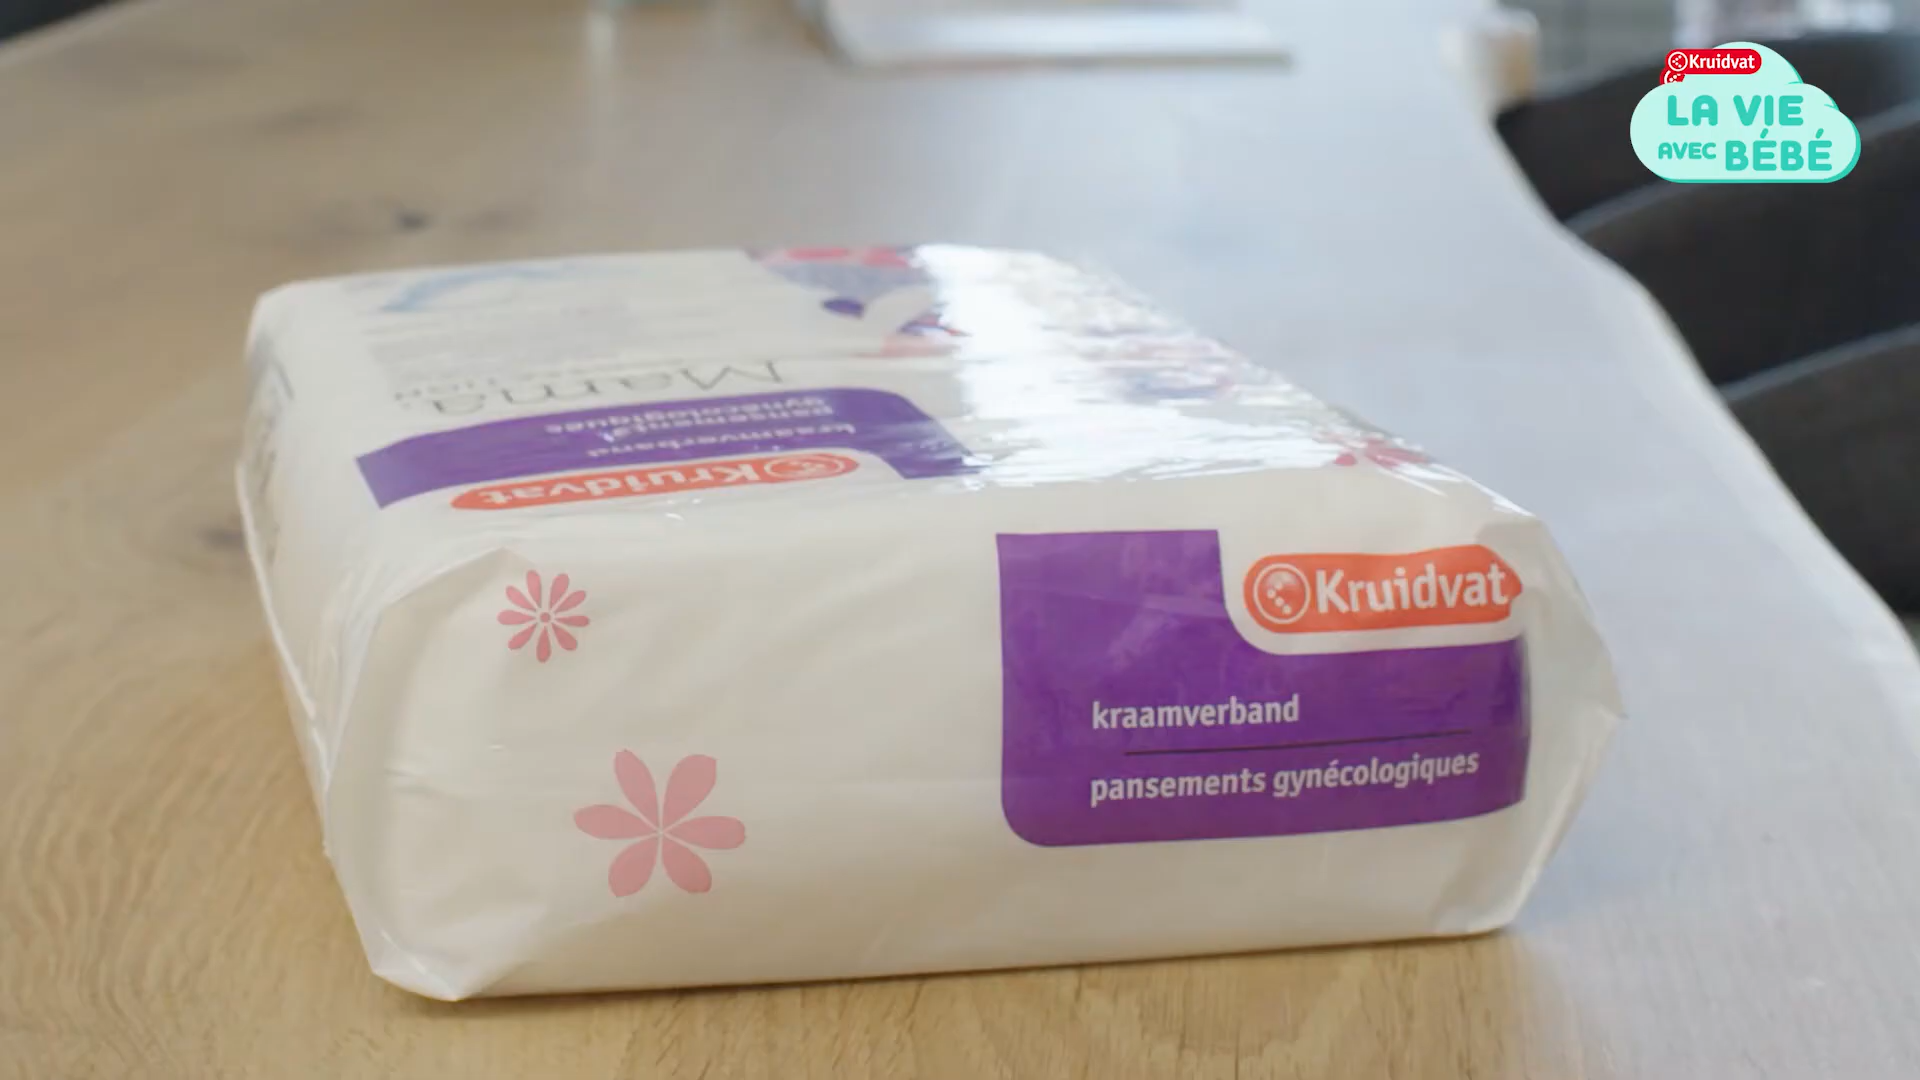 Kruidvat
LA VIE
AVEC BÉBÉ
Mama
gynécologiques
pansements
kraamverband
Kruidvat
Kruidvat
kraamverband
pansements gynécologiques